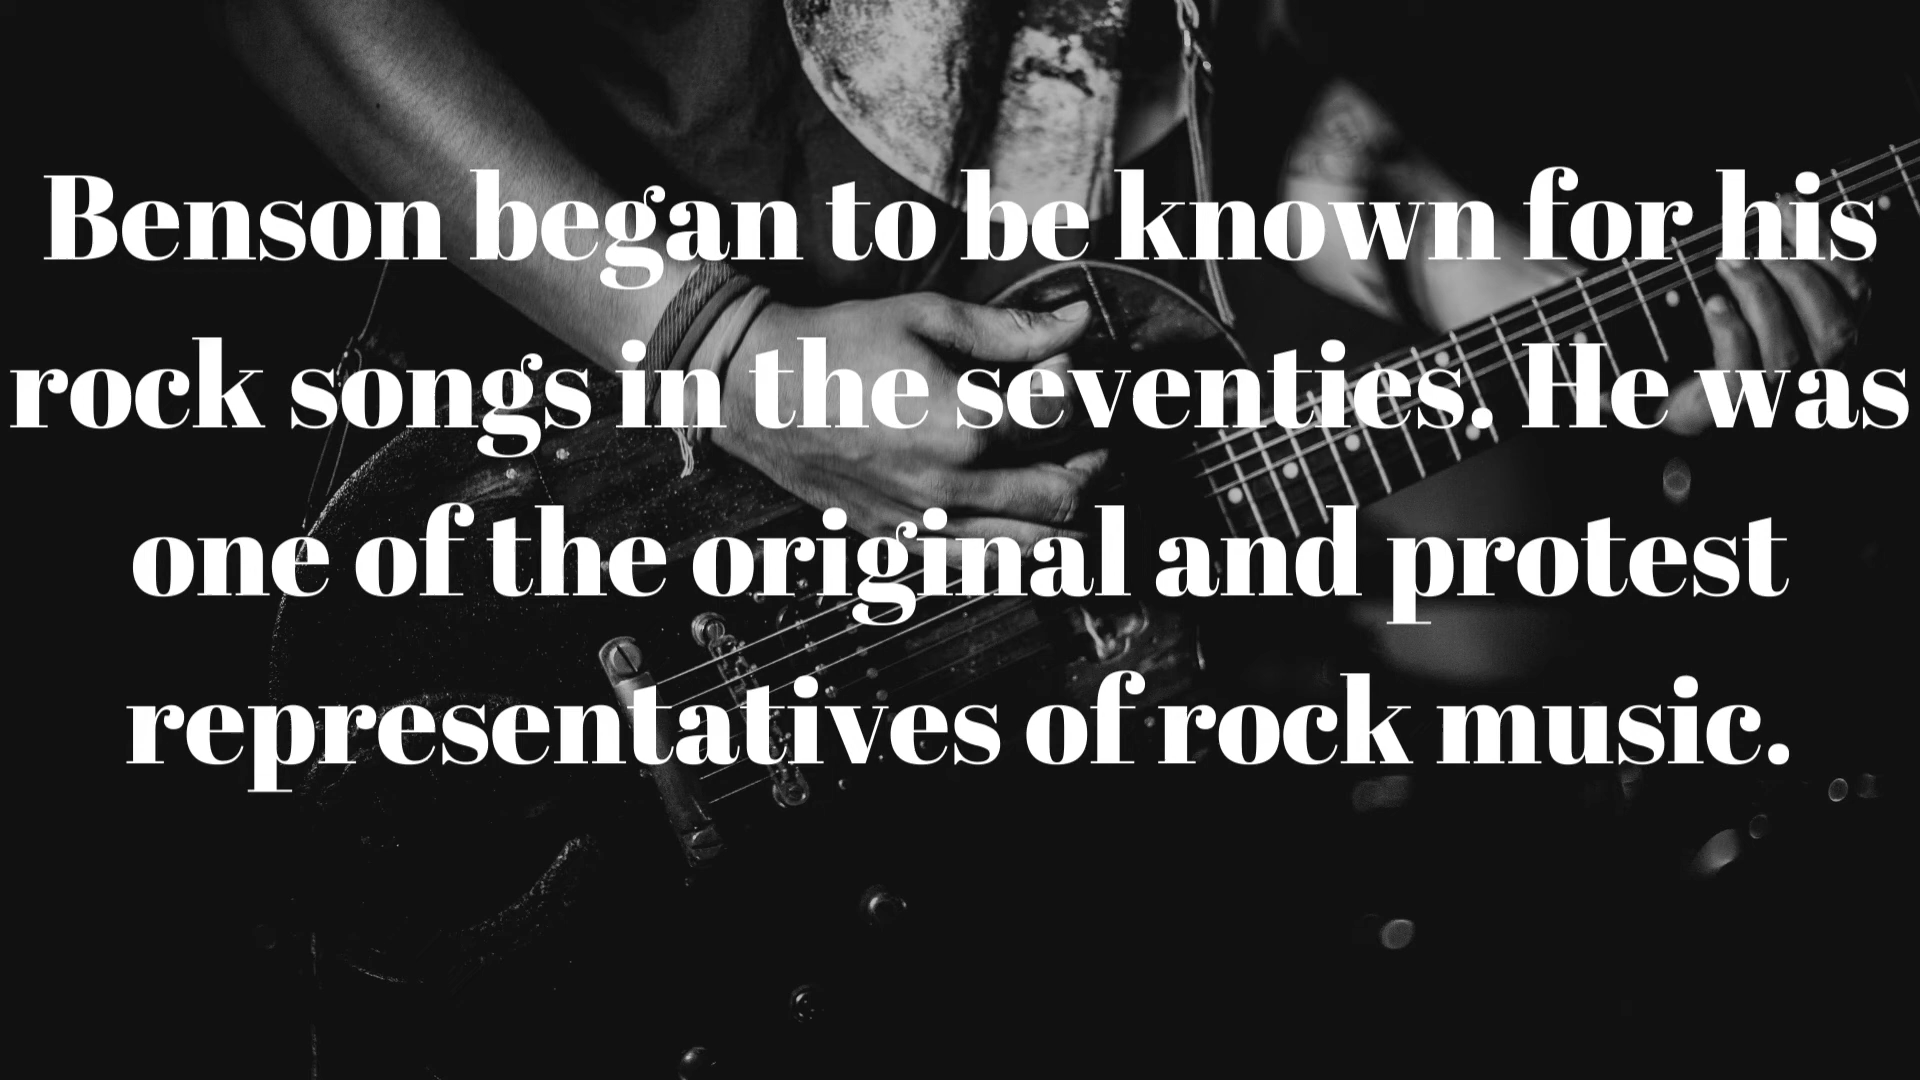 Benson began to be known for his
rock songs in the seventies. He was
one of the original and protest
representatives of rock music.